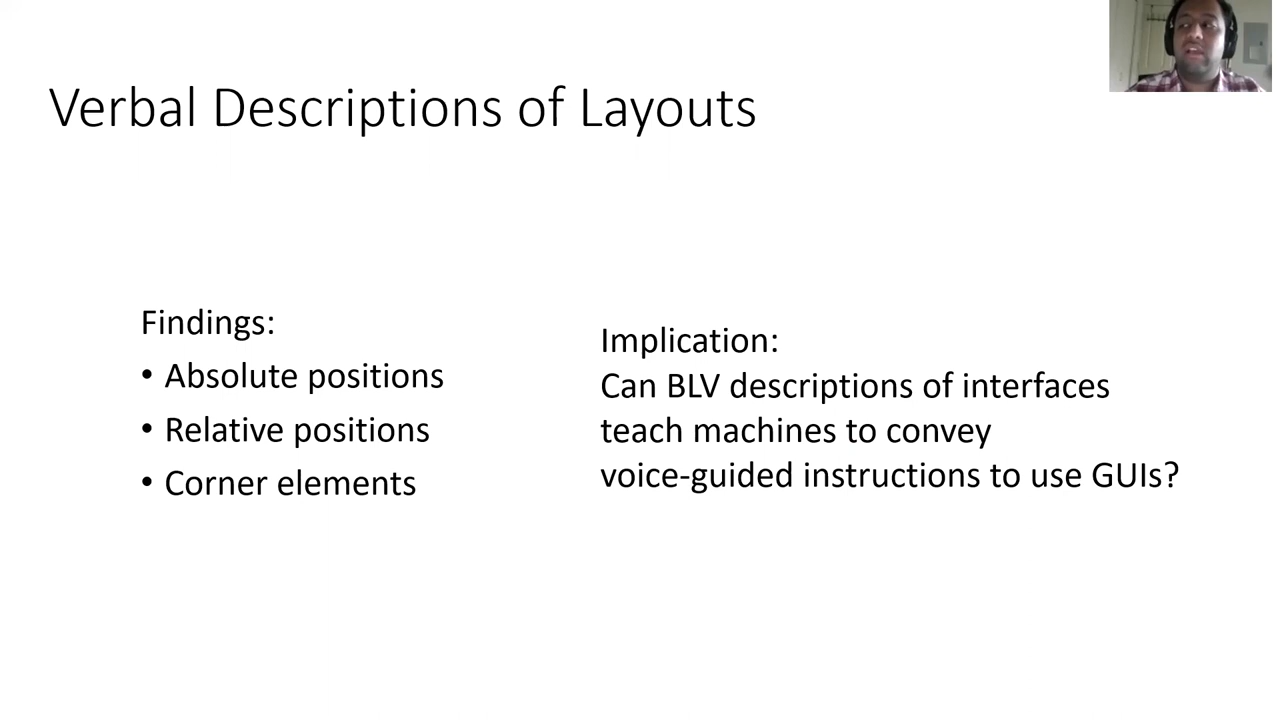 Verbal Descriptions of Layouts
Findings:
• Absolute positions
• Relative positions
• Corner elements
Implication:
Can BLV descriptions of interfaces
teach machines to convey
voice-guided instructions to use GUIs?